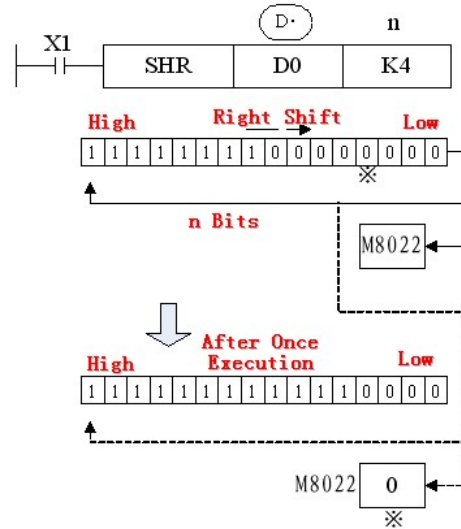 D· n
X1
SHR D0 K4
High Right Shift Low
1 1 1 1 1 1 1 1 0 0 0 0 0 0 0 0
※
n Bits
M8022
After Once
Execution
High Low
1 1 1 1 1 1 1 1 1 1 1 1 0 0 0 0
M8022 0
※